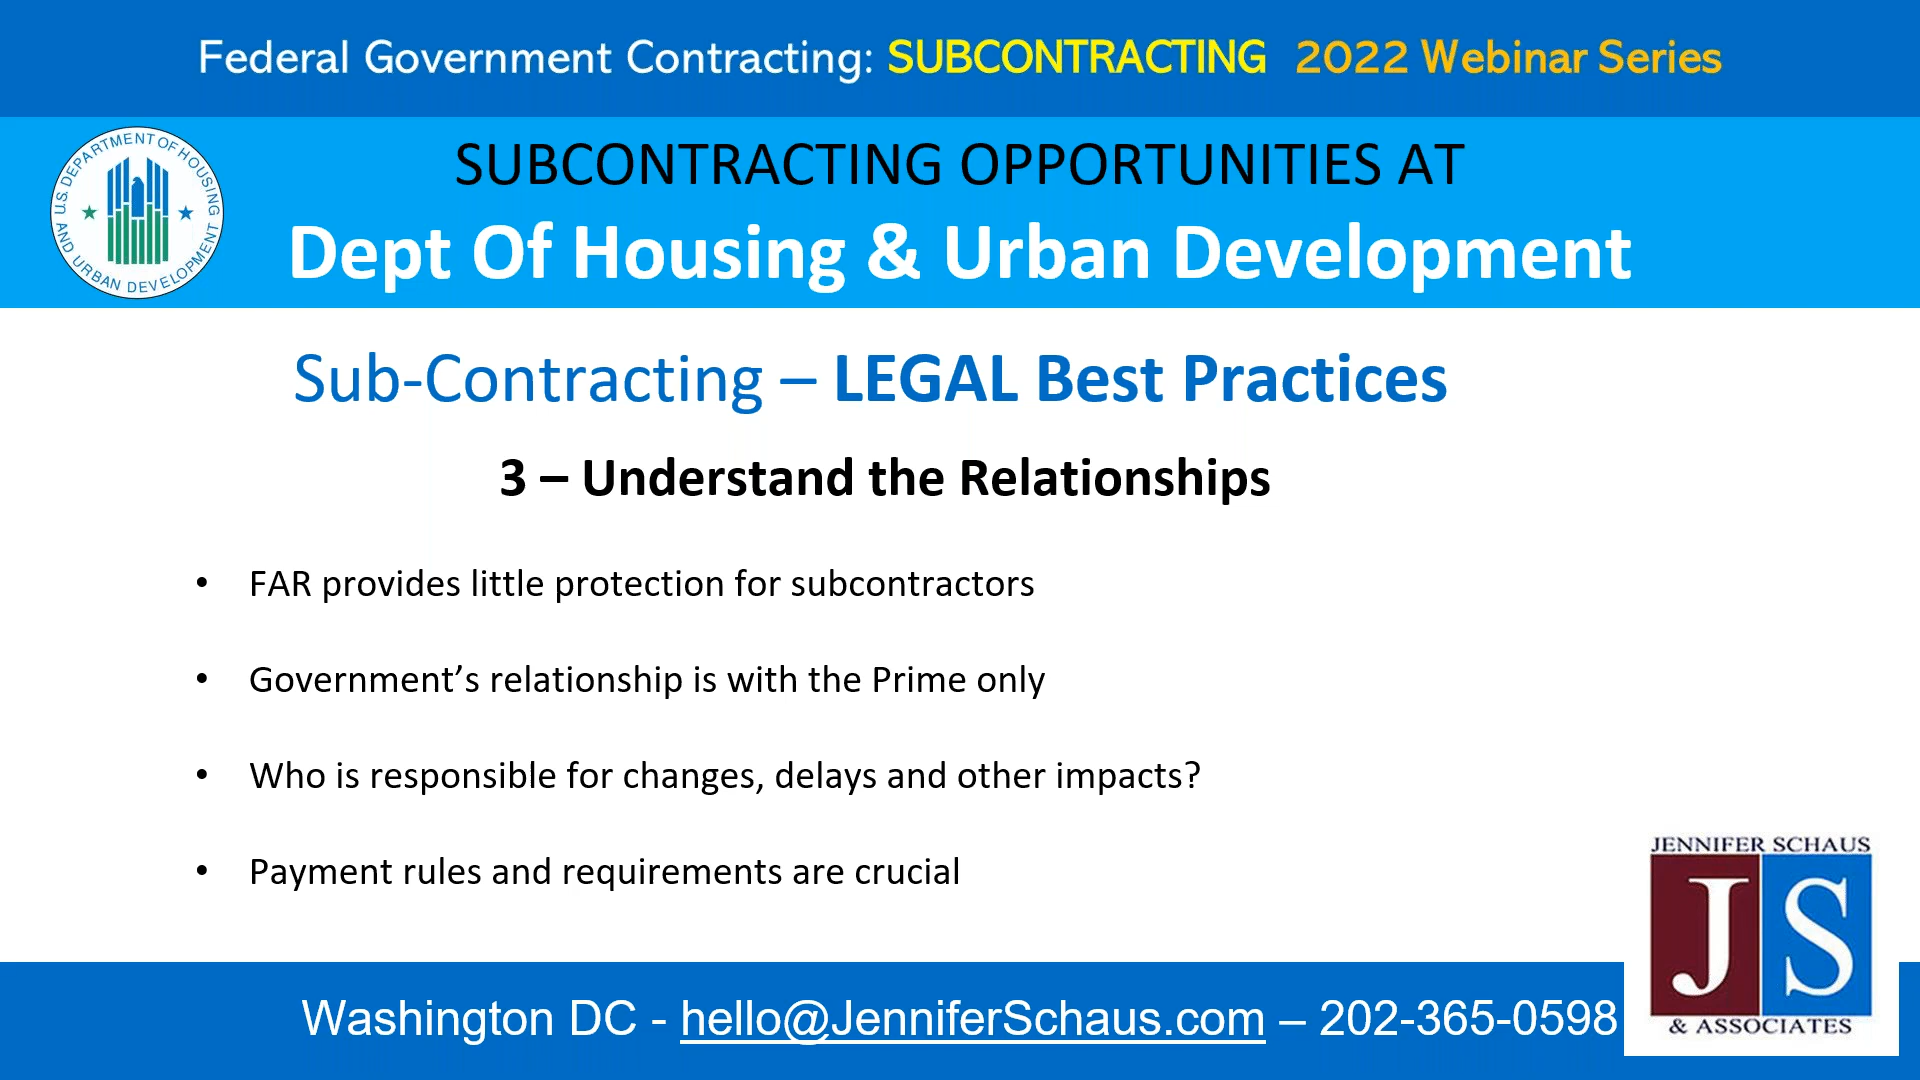 Federal Government Contracting: SUBCONTRACTING 2022 Webinar Series
U.S. DEPARTMENT OF HOUSING AND URBAN DEVELOPMENT
SUBCONTRACTING OPPORTUNITIES AT
Dept Of Housing & Urban Development
Sub-Contracting – LEGAL Best Practices
3 – Understand the Relationships
• FAR provides little protection for subcontractors
• Government’s relationship is with the Prime only
• Who is responsible for changes, delays and other impacts?
• Payment rules and requirements are crucial
JENNIFER SCHAUS
JS
& ASSOCIATES
Washington DC - hello@JenniferSchaus.com – 202-365-0598